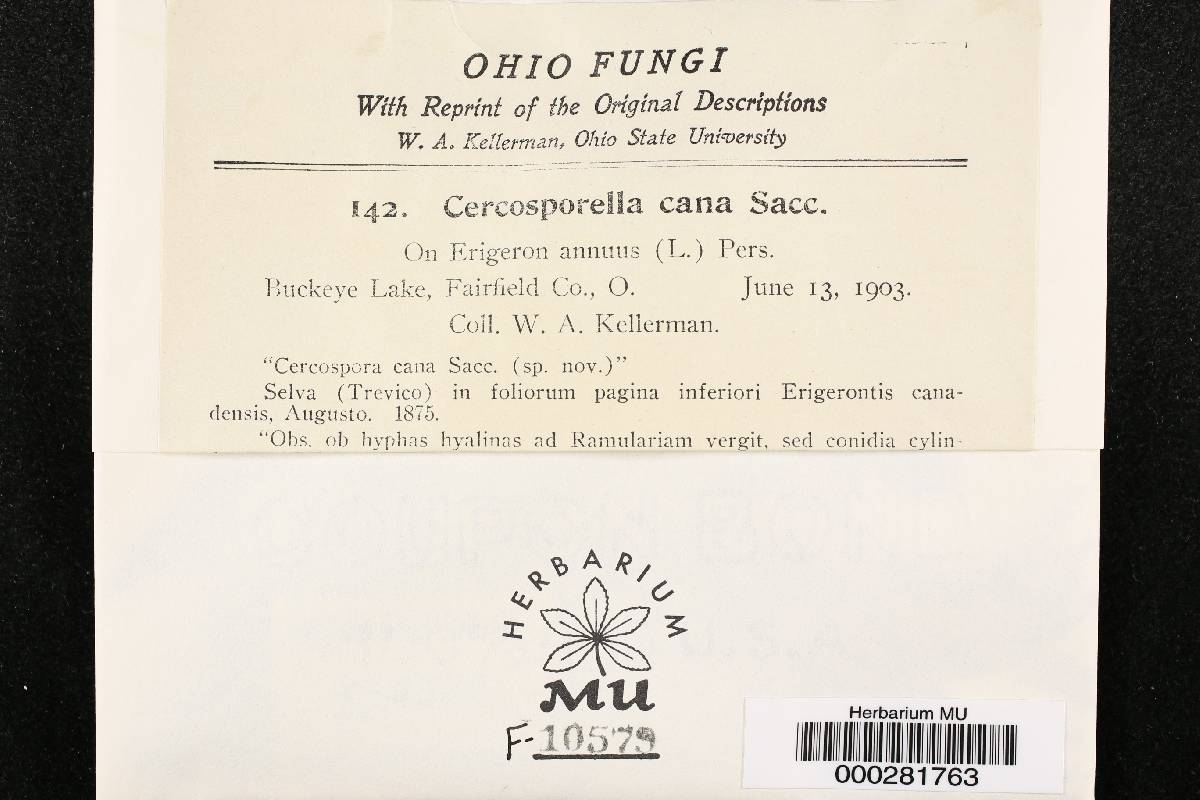 OHIO FUNGI
With Reprint of the Original Descriptions
W. A. Kellerman, Ohio State University
142. Cercosporella cana Sacc.
On Erigeron annuus (L.) Pers.
Buckeye Lake, Fairfield Co., O. June 13, 1903.
Coll. W. A. Kellerman.
"Cercospora cana Sacc. (sp. nov.)"
Selva (Trevico) in foliorum pagina inferiori Erigerontis cana-
densis, Augusto. 1875.
"Obs. ob hyphas hyalinas ad Ramulariam vergit, sed conidia cylin-
HERBARIUM
MU
F-10579
Herbarium MU
000281763